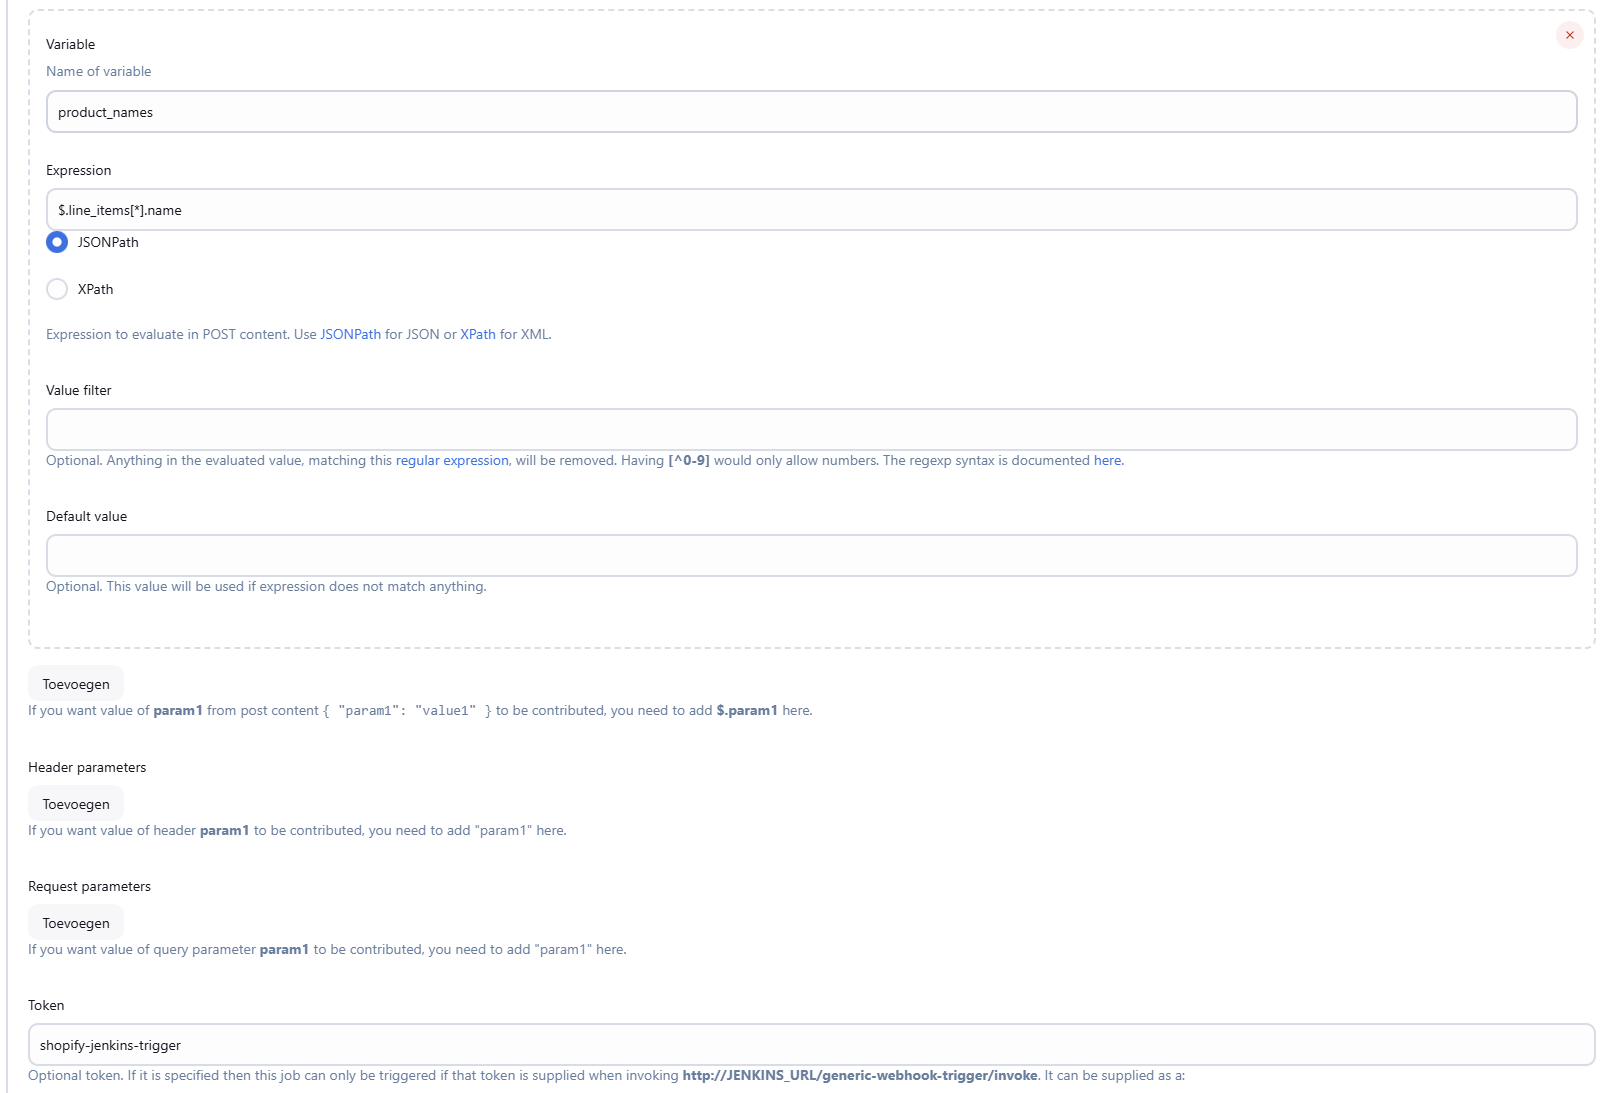 Variable
Name of variable
product_names
Expression
$.line_items[*].name
JSONPath
XPath
Expression to evaluate in POST content. Use JSONPath for JSON or XPath for XML.
Value filter
Optional. Anything in the evaluated value, matching this regular expression, will be removed. Having [^0-9] would only allow numbers. The regexp syntax is documented here.
Default value
Optional. This value will be used if expression does not match anything.
Toevoegen
If you want value of param1 from post content { "param1": "value1" } to be contributed, you need to add $.param1 here.
Header parameters
Toevoegen
If you want value of header param1 to be contributed, you need to add "param1" here.
Request parameters
Toevoegen
If you want value of query parameter param1 to be contributed, you need to add "param1" here.
Token
shopify-jenkins-trigger
Optional token. If it is specified then this job can only be triggered if that token is supplied when invoking http://JENKINS_URL/generic-webhook-trigger/invoke. It can be supplied as a: